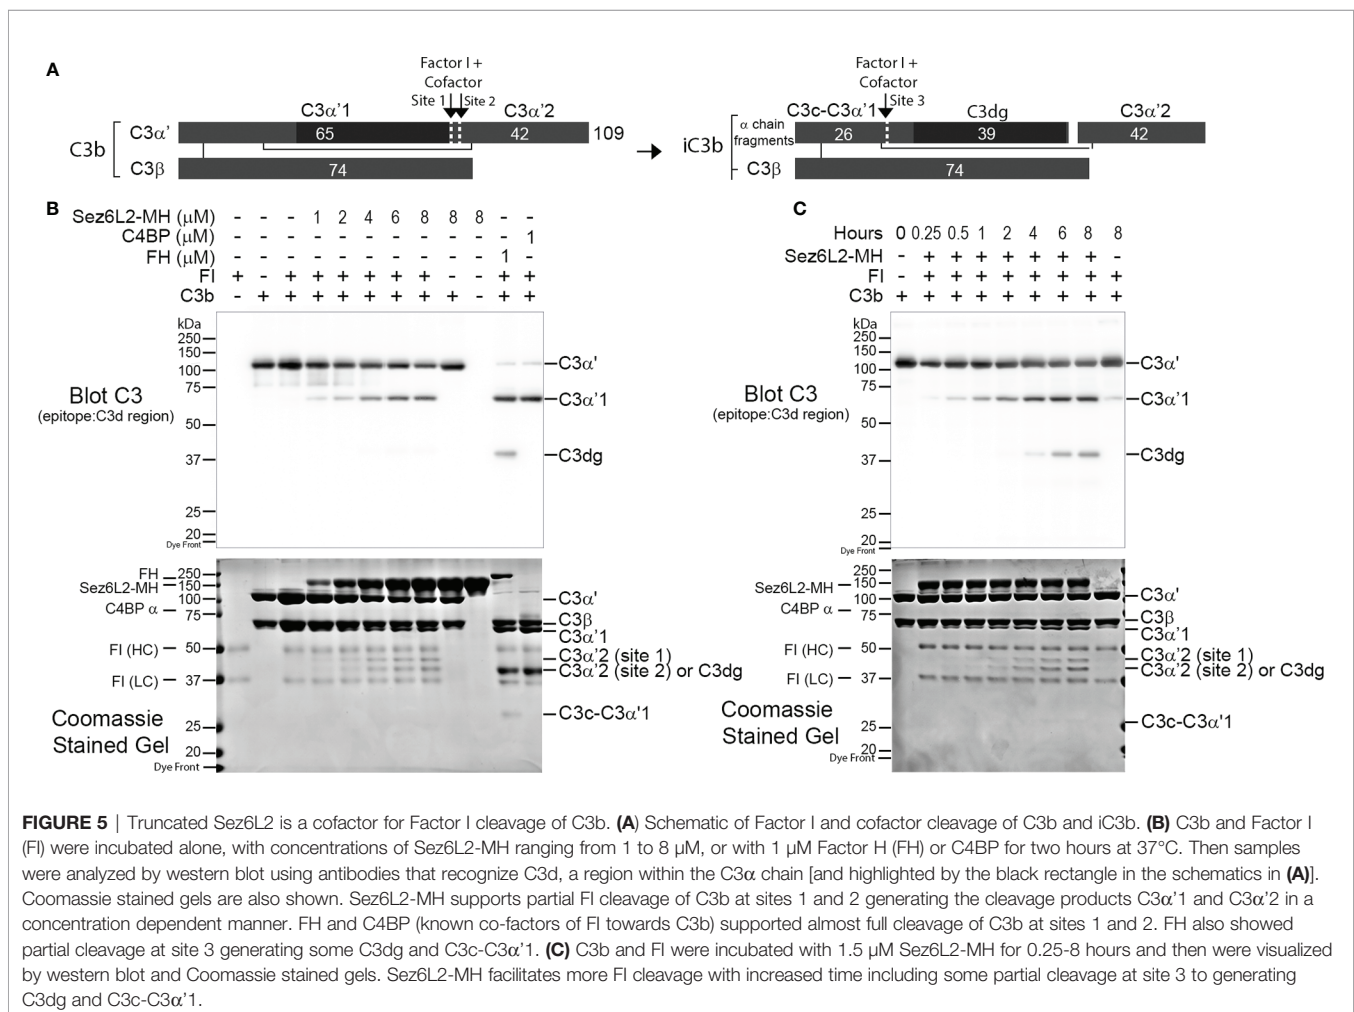 A
Factor I +
Cofactor
Site 1 Site 2
C3α'1 C3α'2
C3b C3α' 65 42 109
C3β 74
Factor I +
Cofactor
Site 3
C3c-C3α'1 C3dg C3α'2
iC3b α chain fragments 26 39 42
C3β 74
B
Sez6L2-MH (μM) - - - 1 2 4 6 8 8 8 - -
C4BP (μM) - - - - - - - - - - - 1
FH (μM) - - - - - - - - - - 1 -
FI + - + + + + + + - - + +
C3b - + + + + + + + + - + +
kDa
250
150
100
75
50
37
25
20
Dye Front
Blot C3
(epitope:C3d region)
C3α'
C3α'1
C3dg
FH
Sez6L2-MH
C4BP α
FI (HC)
FI (LC)
250
150
100
75
50
37
25
20
Dye Front
Coomassie
Stained Gel
C3α'
C3β
C3α'1
C3α'2 (site 1)
C3α'2 (site 2) or C3dg
C3c-C3α'1
C
Hours 0 0.25 0.5 1 2 4 6 8 8
Sez6L2-MH - + + + + + + + -
FI - + + + + + + + +
C3b + + + + + + + + +
kDa
250
150
100
75
50
37
25
20
Dye Front
Blot C3
(epitope:C3d region)
C3α'
C3α'1
C3dg
Sez6L2-MH
C4BP α
FI (HC)
FI (LC)
250
150
100
75
50
37
25
20
Dye Front
Coomassie
Stained Gel
C3α'
C3β
C3α'1
C3α'2 (site 1)
C3α'2 (site 2) or C3dg
C3c-C3α'1
FIGURE 5 | Truncated Sez6L2 is a cofactor for Factor I cleavage of C3b. (A) Schematic of Factor I and cofactor cleavage of C3b and iC3b. (B) C3b and Factor I
(FI) were incubated alone, with concentrations of Sez6L2-MH ranging from 1 to 8 μM, or with 1 μM Factor H (FH) or C4BP for two hours at 37°C. Then samples
were analyzed by western blot using antibodies that recognize C3d, a region within the C3α chain [and highlighted by the black rectangle in the schematics in (A)].
Coomassie stained gels are also shown. Sez6L2-MH supports partial FI cleavage of C3b at sites 1 and 2 generating the cleavage products C3α'1 and C3α'2 in a
concentration dependent manner. FH and C4BP (known co-factors of FI towards C3b) supported almost full cleavage of C3b at sites 1 and 2. FH also showed
partial cleavage at site 3 generating some C3dg and C3c-C3α'1. (C) C3b and FI were incubated with 1.5 μM Sez6L2-MH for 0.25-8 hours and then were visualized
by western blot and Coomassie stained gels. Sez6L2-MH facilitates more FI cleavage with increased time including some partial cleavage at site 3 to generating
C3dg and C3c-C3α'1.